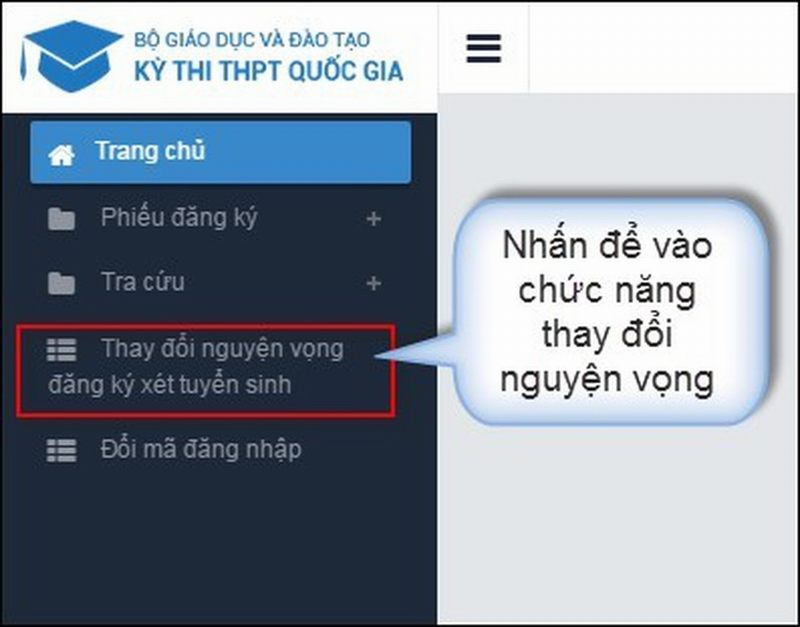 BỘ GIÁO DỤC VÀ ĐÀO TẠO
KỲ THI THPT QUỐC GIA
Trang chủ
Phiếu đăng ký
Tra cứu
Thay đổi nguyện vọng
đăng ký xét tuyển sinh
Đổi mã đăng nhập
Nhấn để vào
chức năng
thay đổi
nguyện vọng